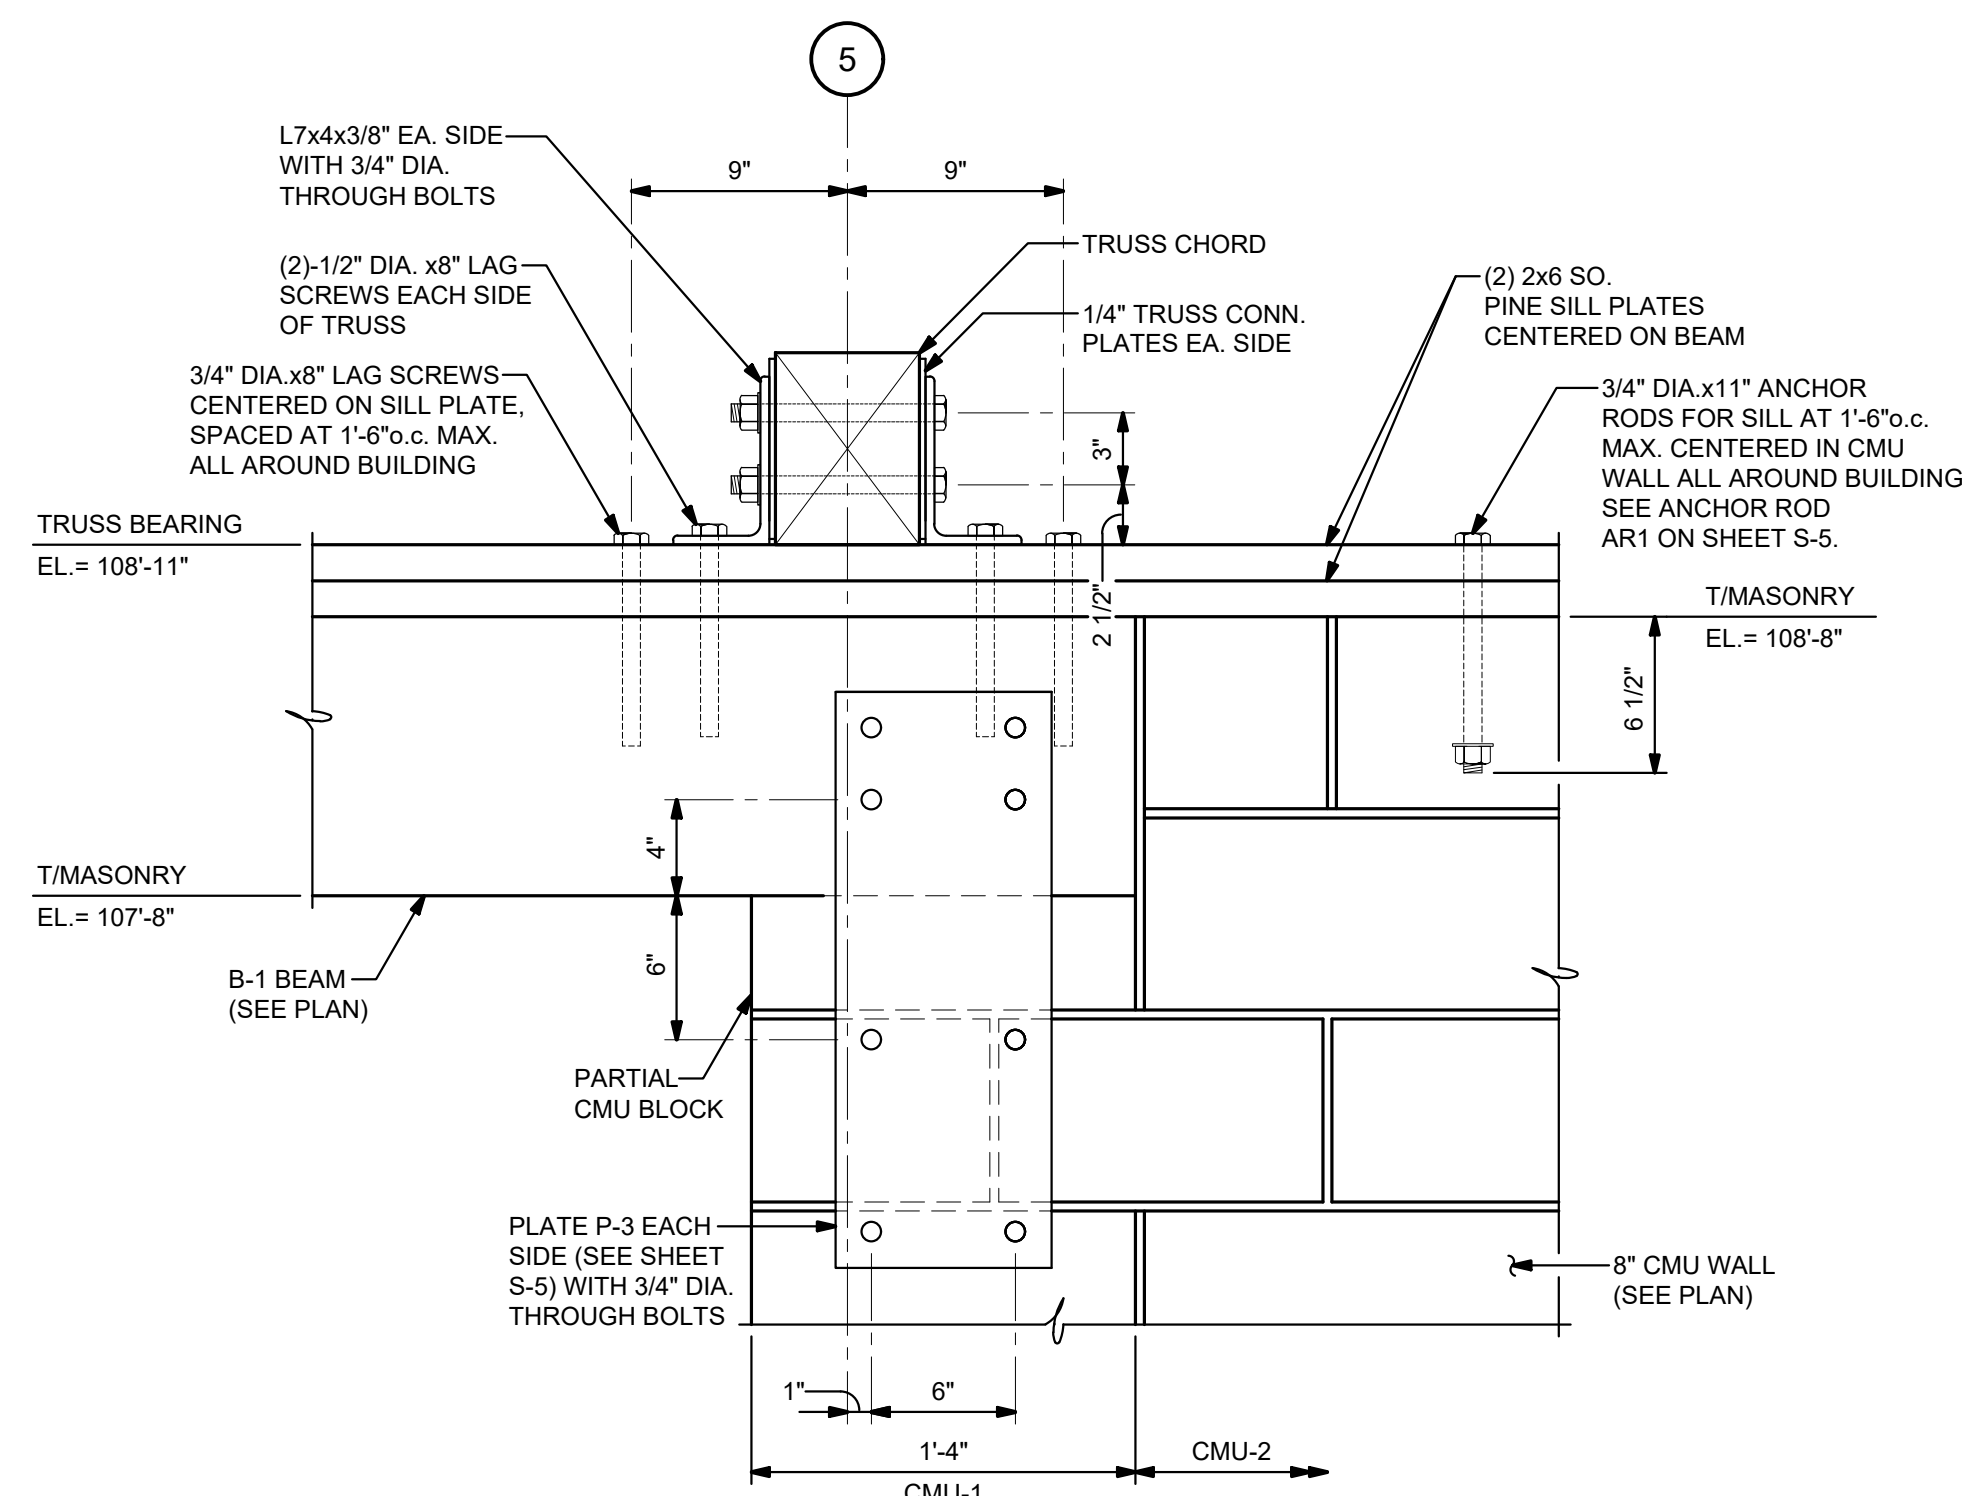 5
L7x4x3/8" EA. SIDE
WITH 3/4" DIA.
THROUGH BOLTS
9"
9"
TRUSS CHORD
(2)-1/2" DIA. x8" LAG
SCREWS EACH SIDE
OF TRUSS
(2) 2x6 SO.
PINE SILL PLATES
CENTERED ON BEAM
1/4" TRUSS CONN.
PLATES EA. SIDE
3/4" DIA.x8" LAG SCREWS
CENTERED ON SILL PLATE,
SPACED AT 1'-6"o.c. MAX.
ALL AROUND BUILDING
3/4" DIA.x11" ANCHOR
RODS FOR SILL AT 1'-6"o.c.
MAX. CENTERED IN CMU
WALL ALL AROUND BUILDING
SEE ANCHOR ROD
AR1 ON SHEET S-5.
3"
TRUSS BEARING
EL.= 108'-11"
2 1/2"
T/MASONRY
EL.= 108'-8"
6 1/2"
4"
T/MASONRY
EL.= 107'-8"
6"
B-1 BEAM
(SEE PLAN)
PARTIAL
CMU BLOCK
PLATE P-3 EACH
SIDE (SEE SHEET
S-5) WITH 3/4" DIA.
THROUGH BOLTS
8" CMU WALL
(SEE PLAN)
1"
6"
1'-4"
CMU-2
CMU-1